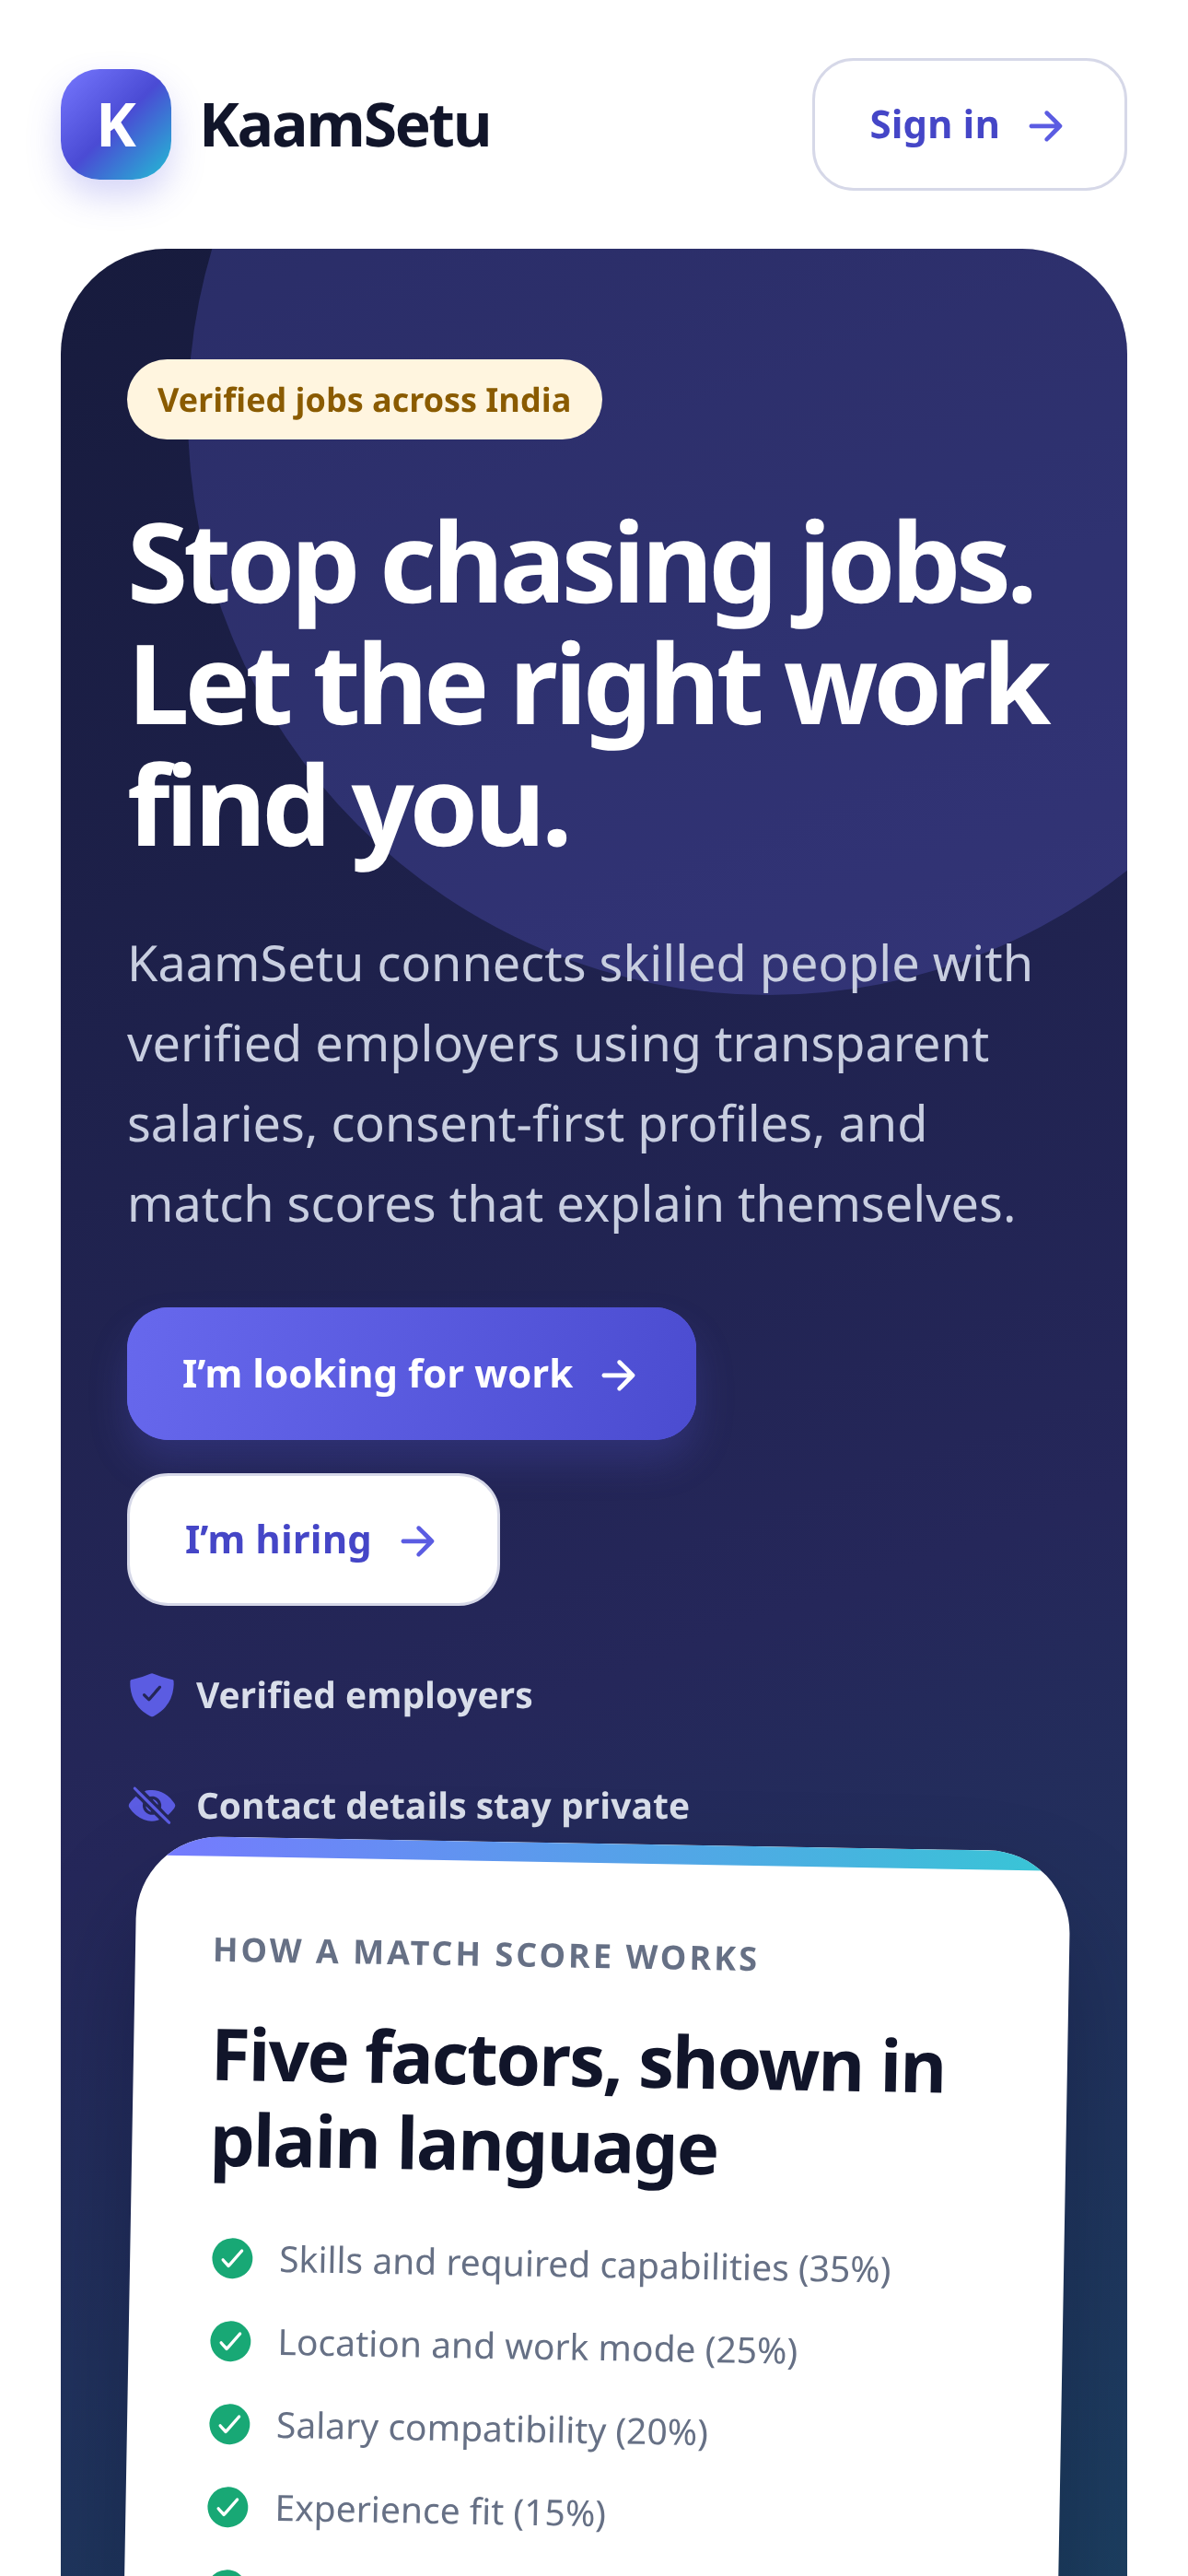 K KaamSetu
Sign in
Verified jobs across India
Stop chasing jobs.
Let the right work
find you.
KaamSetu connects skilled people with
verified employers using transparent
salaries, consent-first profiles, and
match scores that explain themselves.
I’m looking for work
I’m hiring
Verified employers
Contact details stay private
HOW A MATCH SCORE WORKS
Five factors, shown in
plain language
Skills and required capabilities (35%)
Location and work mode (25%)
Salary compatibility (20%)
Experience fit (15%)